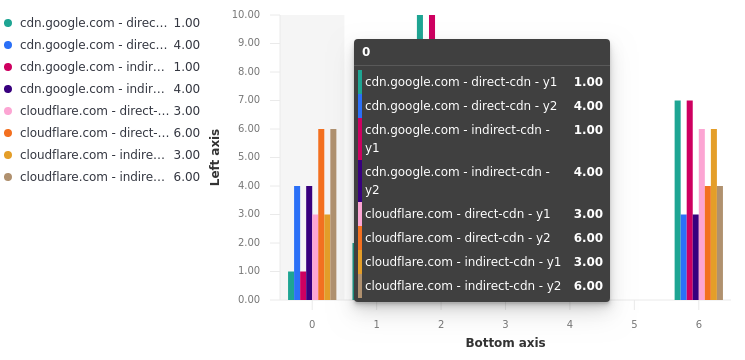 cdn.google.com - direc... 1.00
cdn.google.com - direc... 4.00
cdn.google.com - indir... 1.00
cdn.google.com - indir... 4.00
cloudflare.com - direct-... 3.00
cloudflare.com - direct-... 6.00
cloudflare.com - indire... 3.00
cloudflare.com - indire... 6.00
Left axis
10.00
9.00
8.00
7.00
6.00
5.00
4.00
3.00
2.00
1.00
0.00
0
cdn.google.com - direct-cdn - y1 1.00
cdn.google.com - direct-cdn - y2 4.00
cdn.google.com - indirect-cdn - 1.00
y1
cdn.google.com - indirect-cdn - 4.00
y2
cloudflare.com - direct-cdn - y1 3.00
cloudflare.com - direct-cdn - y2 6.00
cloudflare.com - indirect-cdn - y1 3.00
cloudflare.com - indirect-cdn - y2 6.00
0 1 2 3 4 5 6
Bottom axis